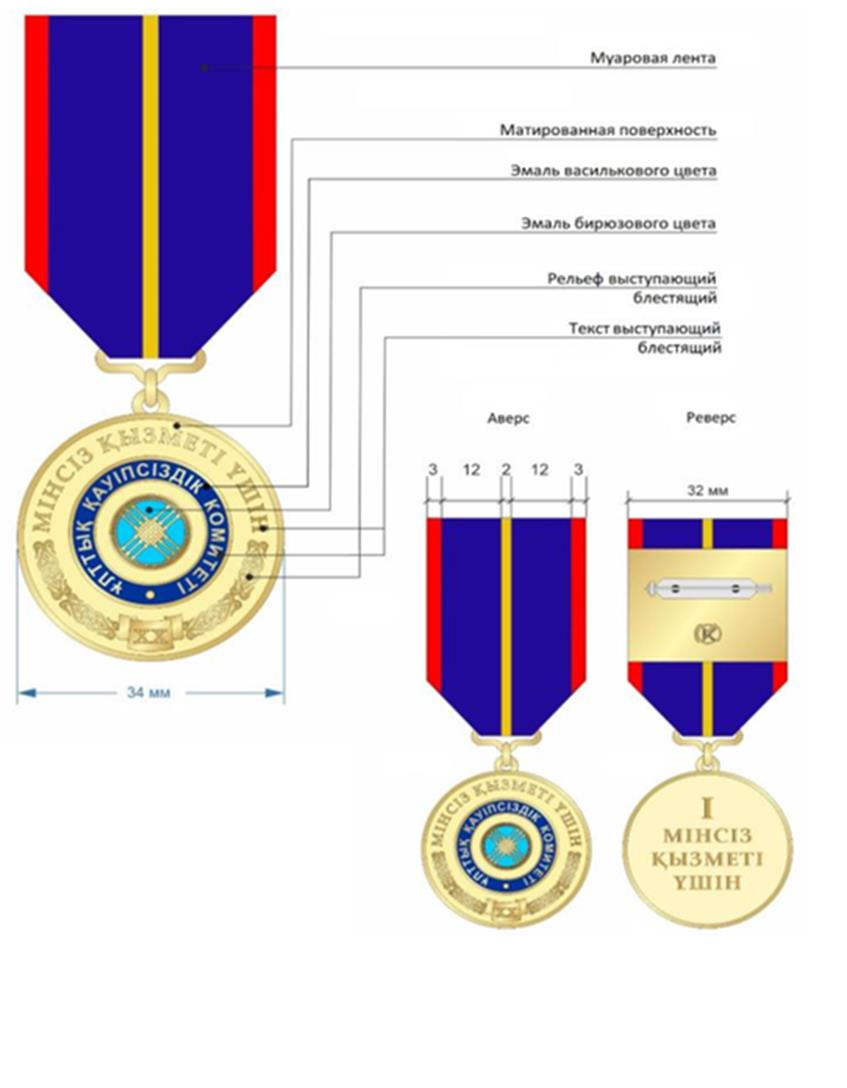 Муаровая лента
Матированная поверхность
Эмаль василькового цвета
Эмаль бирюзового цвета
Рельеф выступающий
блестящий
Текст выступающий
блестящий
МІНСІЗ ҚЫЗМЕТІ ҮШІН
ҰЛТТЫҚ ҚАУІПСІЗДІК КОМИТЕТІ
XX
34 мм
Аверс
Реверс
3 12 2 12 3
32 мм
К
МІНСІЗ ҚЫЗМЕТІ ҮШІН
ҰЛТТЫҚ ҚАУІПСІЗДІК КОМИТЕТІ
XX
I
МІНСІЗ
ҚЫЗМЕТІ
ҮШІН